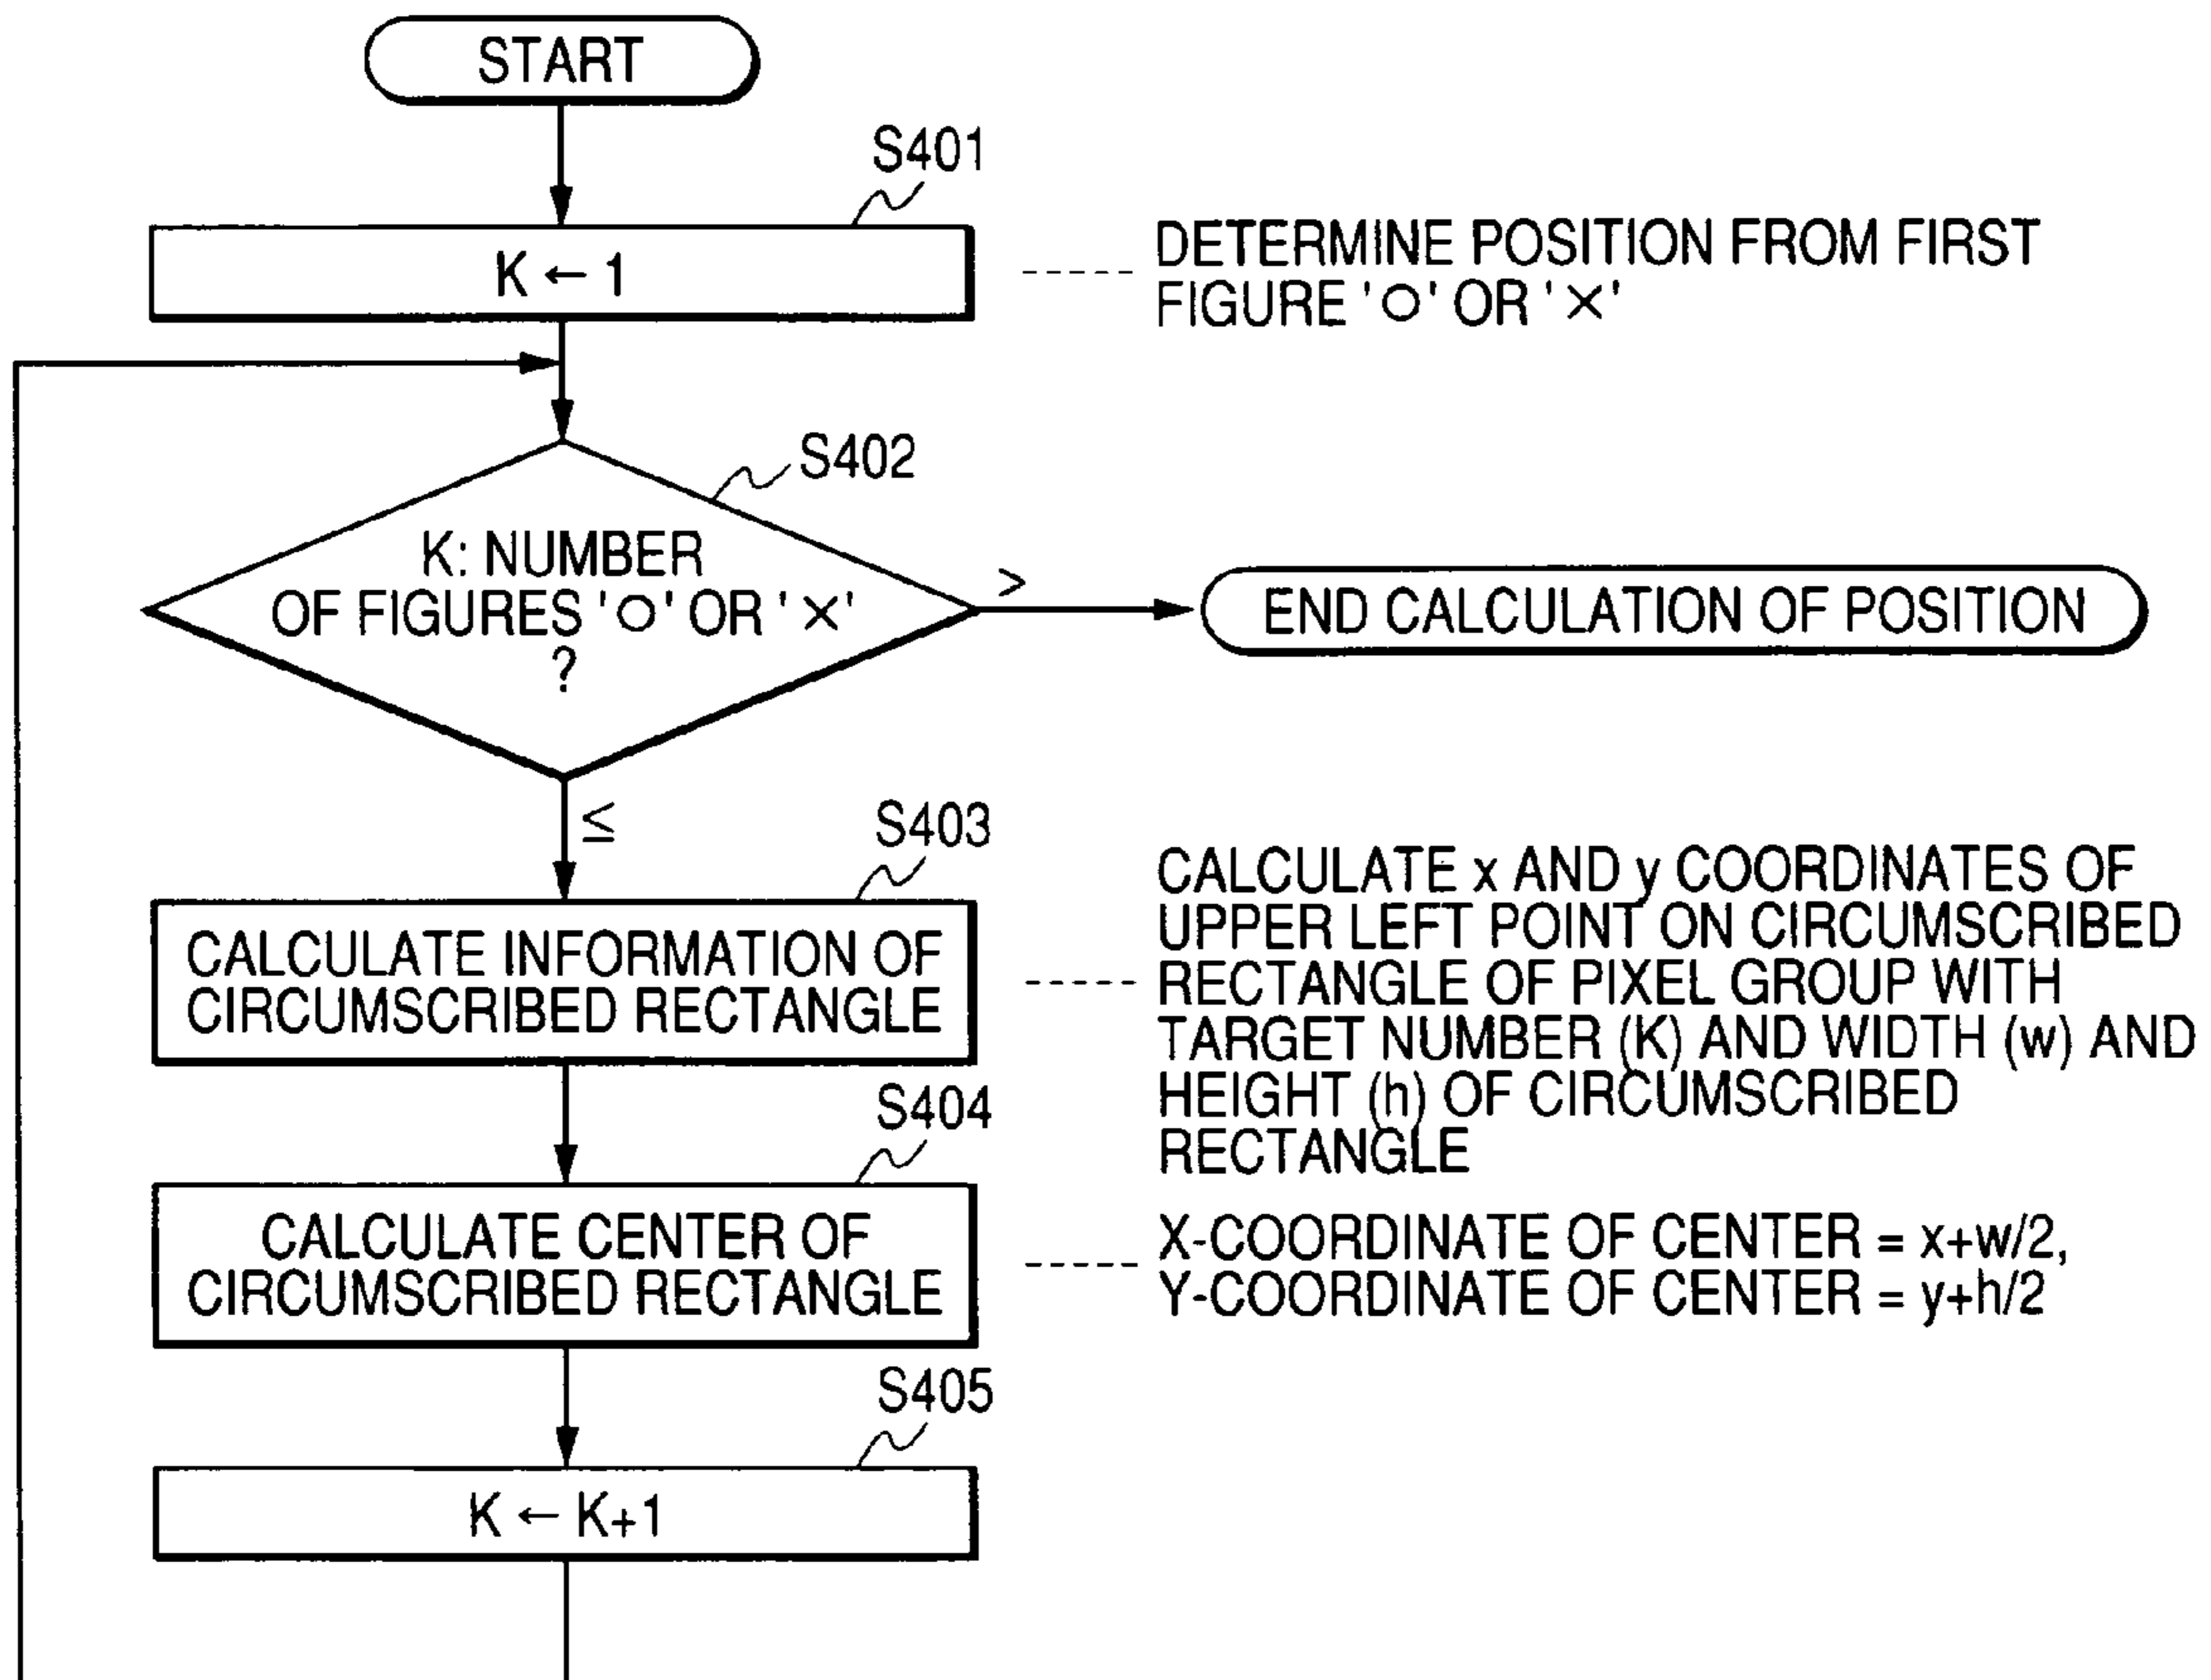 START
S401
K ← 1
DETERMINE POSITION FROM FIRST
FIGURE '○' OR '×'
S402
K: NUMBER
OF FIGURES '○' OR '×'
?
>
END CALCULATION OF POSITION
≤
S403
CALCULATE INFORMATION OF
CIRCUMSCRIBED RECTANGLE
CALCULATE x AND y COORDINATES OF
UPPER LEFT POINT ON CIRCUMSCRIBED
RECTANGLE OF PIXEL GROUP WITH
TARGET NUMBER (K) AND WIDTH (w) AND
HEIGHT (h) OF CIRCUMSCRIBED
RECTANGLE
S404
CALCULATE CENTER OF
CIRCUMSCRIBED RECTANGLE
X-COORDINATE OF CENTER = x+w/2,
Y-COORDINATE OF CENTER = y+h/2
S405
K ← K+1